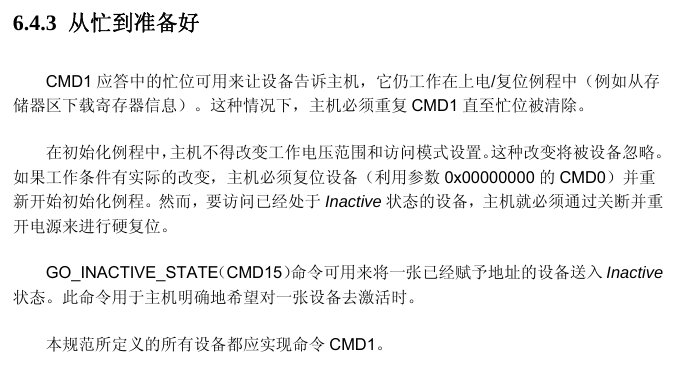 6.4.3 从忙到准备好
CMD1 应答中的忙位可用来让设备告诉主机，它仍工作在上电/复位例程中（例如从存
储器区下载寄存器信息）。这种情况下，主机必须重复 CMD1 直至忙位被清除。
在初始化例程中，主机不得改变工作电压范围和访问模式设置。这种改变将被设备忽略。
如果工作条件有实际的改变，主机必须复位设备（利用参数 0x00000000 的 CMD0）并重
新开始初始化例程。然而，要访问已经处于 Inactive 状态的设备，主机就必须通过关断并重
开电源来进行硬复位。
GO_INACTIVE_STATE（CMD15）命令可用来将一张已经赋予地址的设备送入 Inactive
状态。此命令用于主机明确地希望对一张设备去激活时。
本规范所定义的所有设备都应实现命令 CMD1。